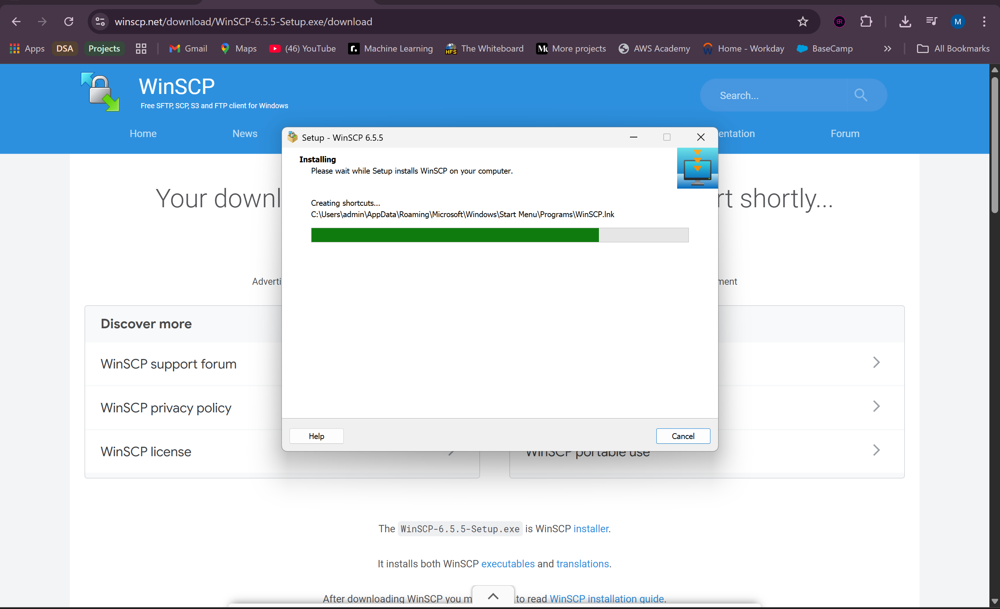 winscp.net/download/WinSCP-6.5.5-Setup.exe/download
M
Apps DSA Projects Gmail Maps (46) YouTube Machine Learning The Whiteboard More projects AWS Academy Home - Workday BaseCamp All Bookmarks
WinSCP
Free SFTP, SCP, S3 and FTP client for Windows
Search...
Home News entation Forum
Setup - WinSCP 6.5.5
Installing
Please wait while Setup installs WinSCP on your computer.
Your downl rt shortly...
Creating shortcuts...
C:\Users\admin\AppData\Roaming\Microsoft\Windows\Start Menu\Programs\WinSCP.lnk
Adverti ment
Discover more
WinSCP support forum
WinSCP privacy policy
Help Cancel
WinSCP license
WinSCP portable use
The WinSCP-6.5.5-Setup.exe is WinSCP installer.
It installs both WinSCP executables and translations.
After downloading WinSCP you m to read WinSCP installation guide.